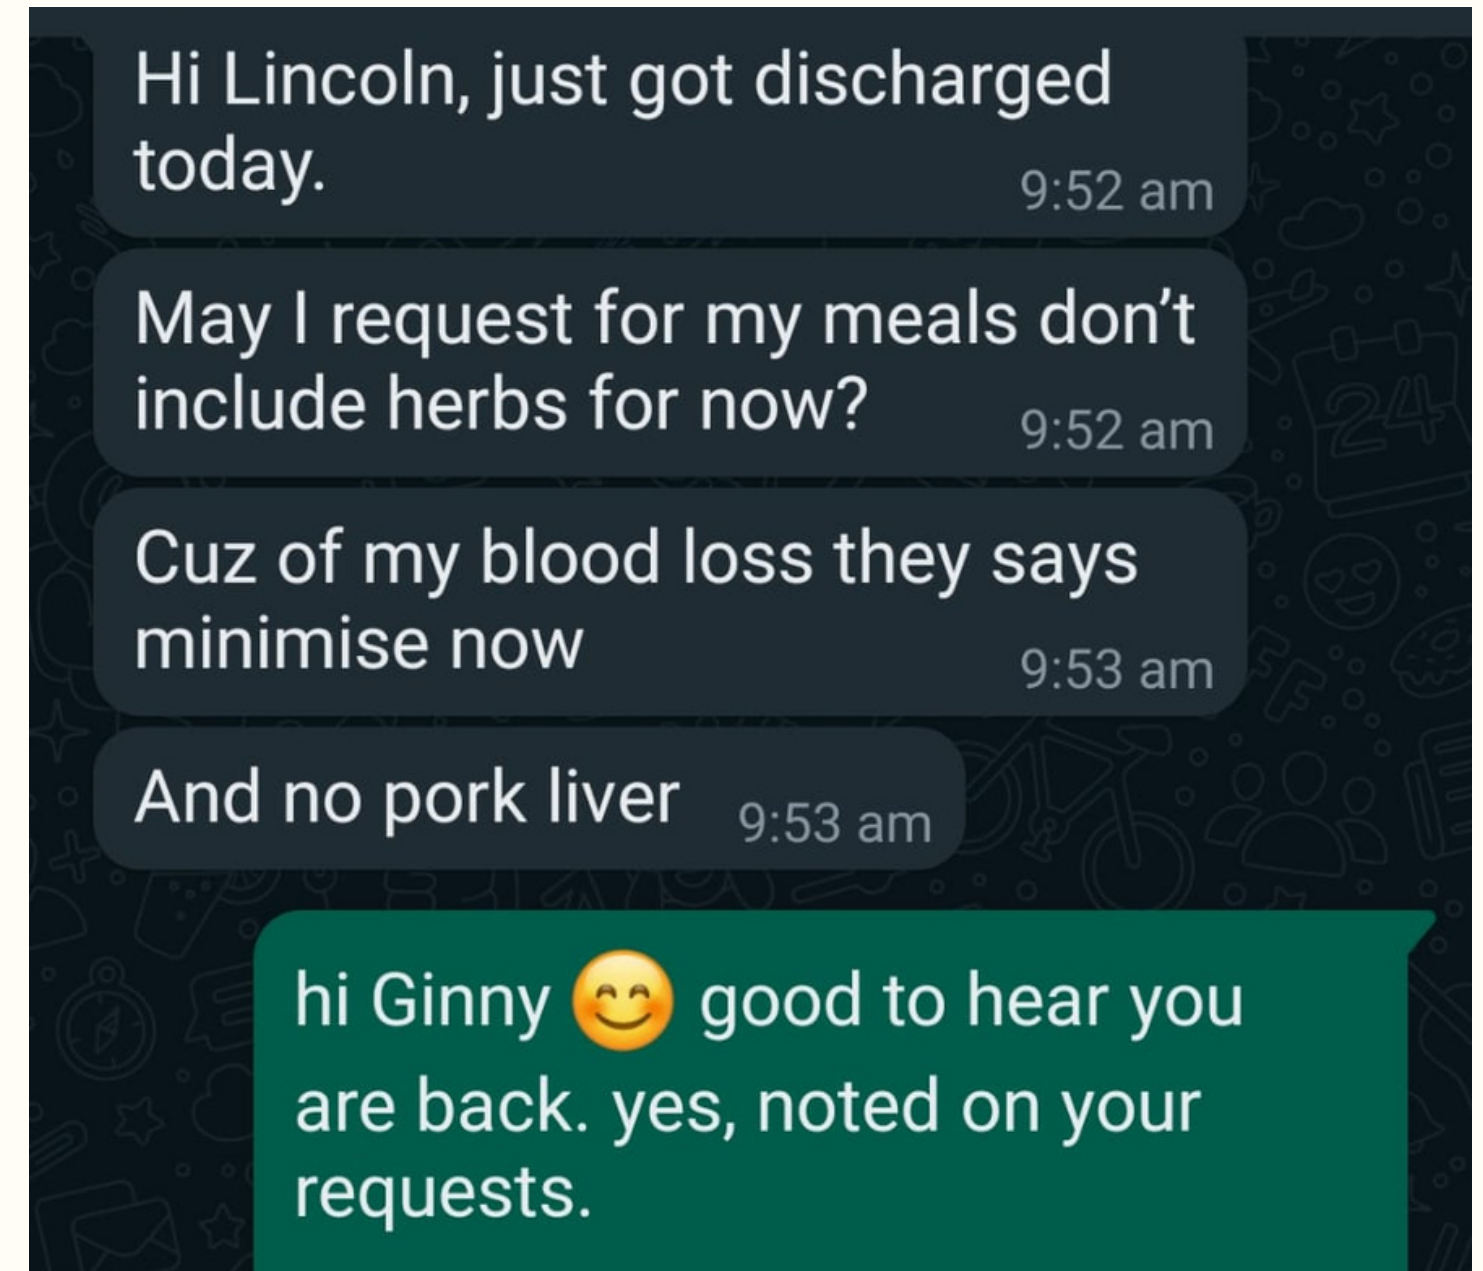 Hi Lincoln, just got discharged
today.
9:52 am
May I request for my meals don’t
include herbs for now?
9:52 am
Cuz of my blood loss they says
minimise now
9:53 am
And no pork liver 9:53 am
hi Ginny 😊 good to hear you
are back. yes, noted on your
requests.